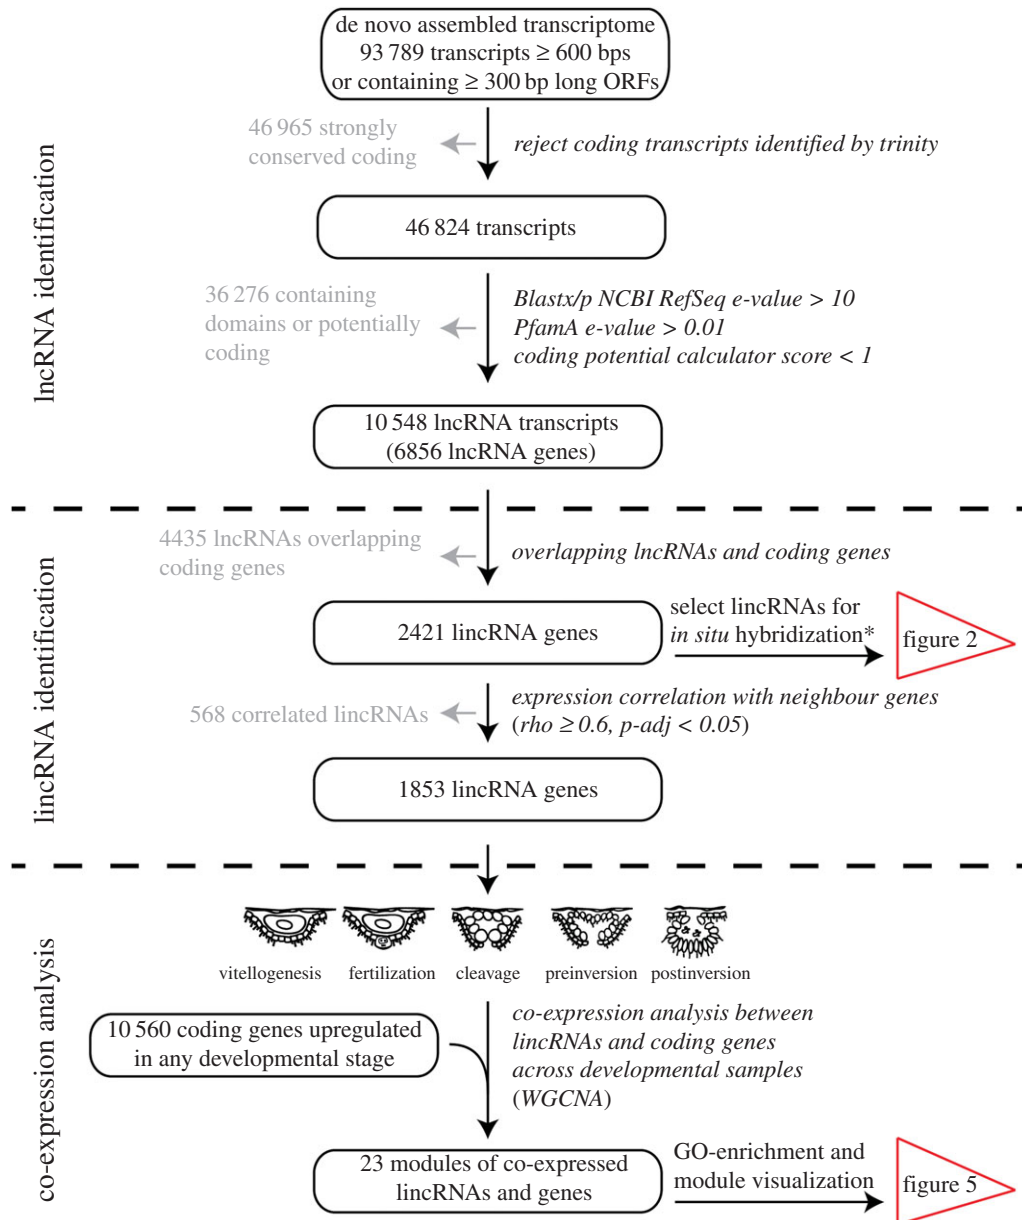 de novo assembled transcriptome
93 789 transcripts ≥ 600 bps
or containing ≥ 300 bp long ORFs
46 965 strongly
conserved coding
reject coding transcripts identified by trinity
lncRNA identification
46 824 transcripts
36 276 containing
domains or potentially
coding
Blastx/p NCBI RefSeq e-value > 10
PfamA e-value > 0.01
coding potential calculator score < 1
10 548 lncRNA transcripts
(6856 lncRNA genes)
4435 lncRNAs overlapping
coding genes
overlapping lncRNAs and coding genes
lincRNA identification
2421 lincRNA genes
select lincRNAs for
in situ hybridization*
figure 2
568 correlated lincRNAs
expression correlation with neighbour genes
(rho ≥ 0.6, p-adj < 0.05)
1853 lincRNA genes
co-expression analysis
vitellogenesis
fertilization
cleavage
preinversion
postinversion
10 560 coding genes upregulated
in any developmental stage
co-expression analysis between
lincRNAs and coding genes
across developmental samples
(WGCNA)
23 modules of co-expressed
lincRNAs and genes
GO-enrichment and
module visualization
figure 5